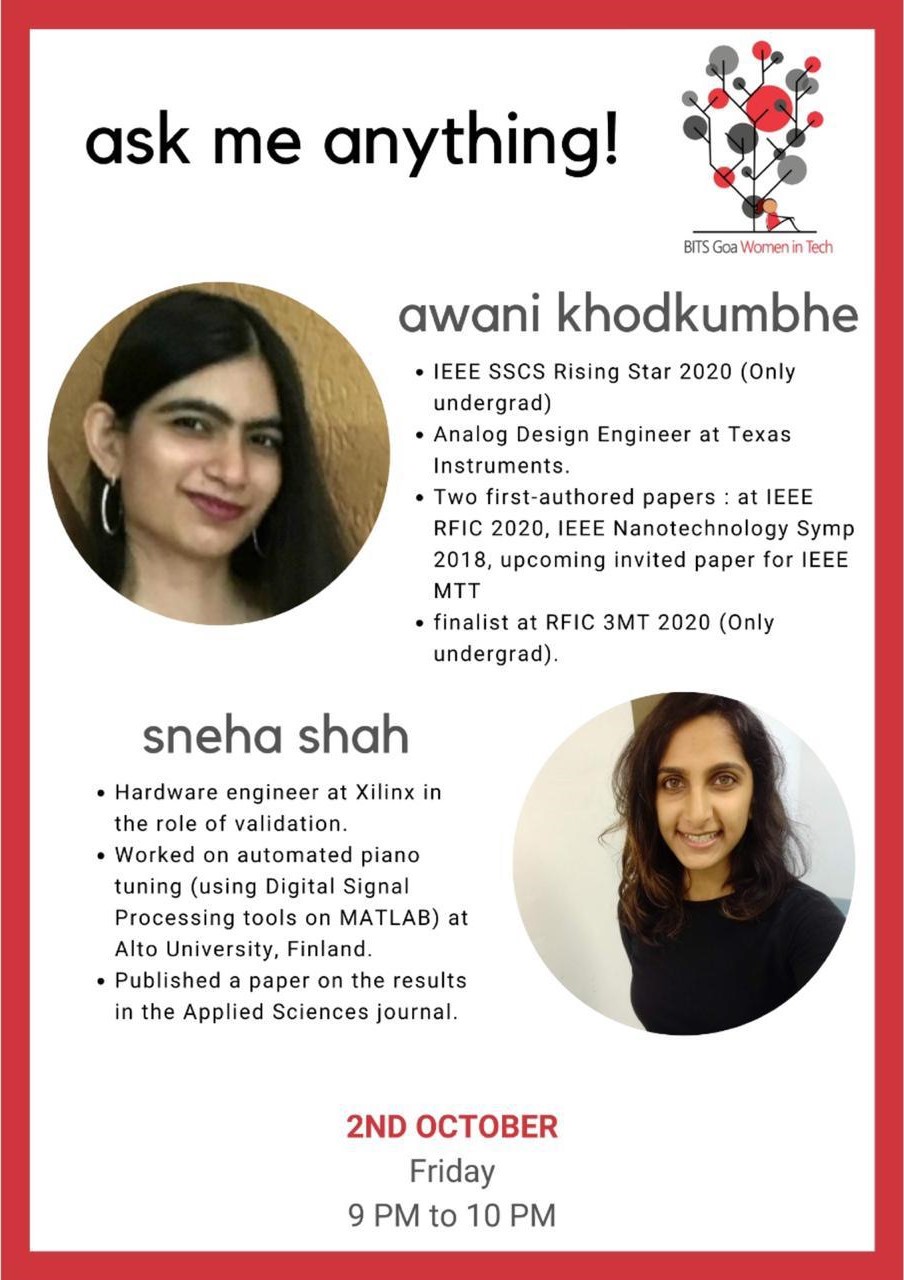 ask me anything!
BITS Goa Women in Tech
awani khodkumbhe
• IEEE SSCS Rising Star 2020 (Only
undergrad)
• Analog Design Engineer at Texas
Instruments.
• Two first-authored papers : at IEEE
RFIC 2020, IEEE Nanotechnology Symp
2018, upcoming invited paper for IEEE
MTT
• finalist at RFIC 3MT 2020 (Only
undergrad).
sneha shah
• Hardware engineer at Xilinx in
the role of validation.
• Worked on automated piano
tuning (using Digital Signal
Processing tools on MATLAB) at
Alto University, Finland.
• Published a paper on the results
in the Applied Sciences journal.
2ND OCTOBER
Friday
9 PM to 10 PM